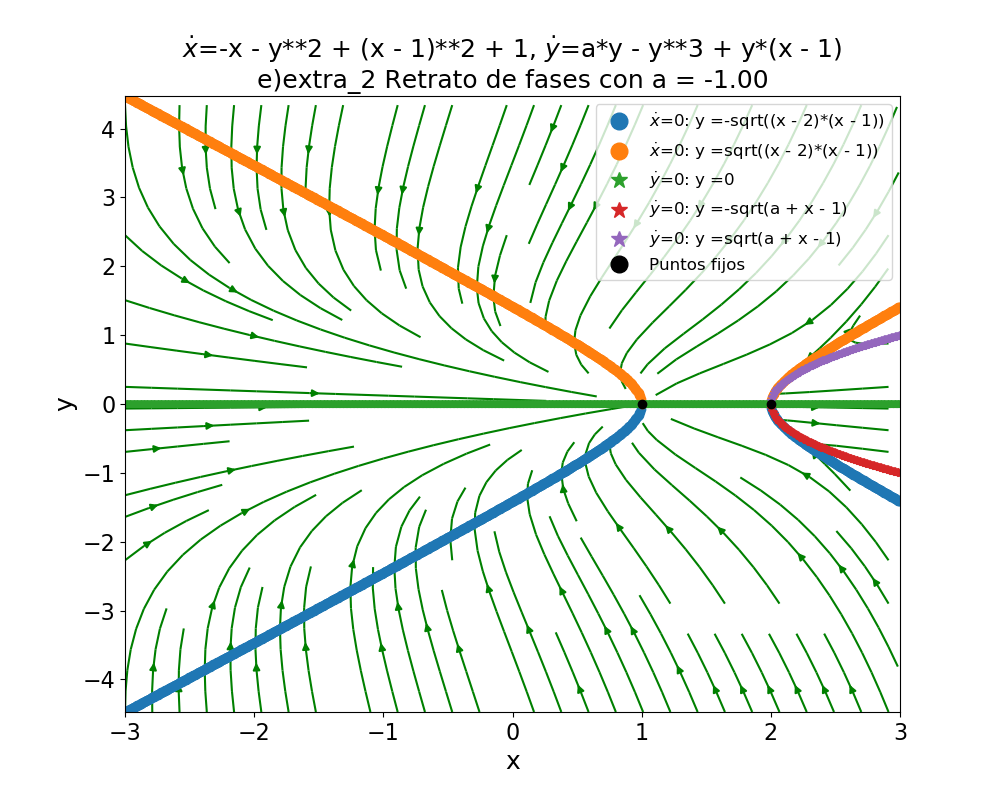 ẋ=-x - y**2 + (x - 1)**2 + 1, ẏ=a*y - y**3 + y*(x - 1)
e)extra_2 Retrato de fases con a = -1.00
ẋ=0: y =-sqrt((x - 2)*(x - 1))
ẋ=0: y =sqrt((x - 2)*(x - 1))
ẏ=0: y =0
ẏ=0: y =-sqrt(a + x - 1)
ẏ=0: y =sqrt(a + x - 1)
Puntos fijos
4
3
2
1
0
−1
−2
−3
−4
y
−3
−2
−1
0
1
2
3
x